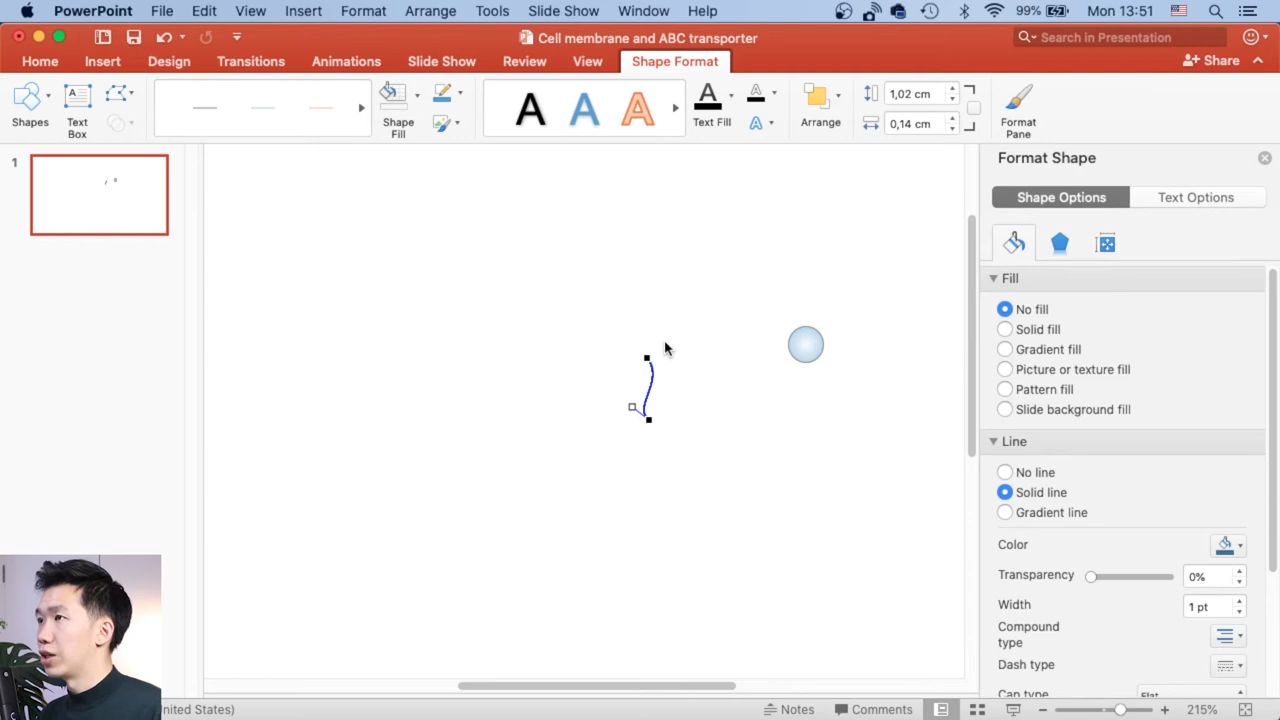 PowerPoint File Edit View Insert Format Arrange Tools Slide Show Window Help 99% Mon 13:51
Cell membrane and ABC transporter Search in Presentation
Home Insert Design Transitions Animations Slide Show Review View Shape Format Share
Shapes
Text Box
Shape Fill
A A A
A
Text Fill
A
A
Arrange
1,02 cm
0,14 cm
Format Pane
1
Format Shape
Shape Options Text Options
Fill
No fill
Solid fill
Gradient fill
Picture or texture fill
Pattern fill
Slide background fill
Line
No line
Solid line
Gradient line
Color
Transparency 0%
Width 1 pt
Compound type
Dash type
Cap type Flat
nited States) Notes Comments 215%